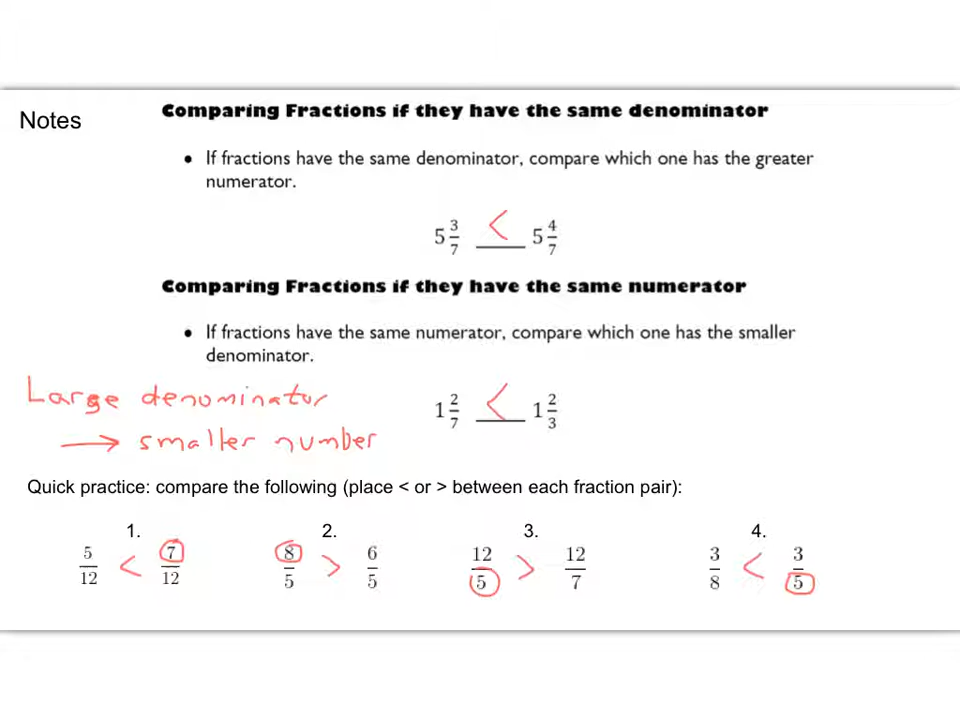 Notes
Comparing Fractions if they have the same denominator
• If fractions have the same denominator, compare which one has the greater
numerator.
5 3/7 < 5 4/7
Comparing Fractions if they have the same numerator
• If fractions have the same numerator, compare which one has the smaller
denominator.
Large denominator
→ smaller number
1 2/7 < 1 2/3
Quick practice: compare the following (place < or > between each fraction pair):
1. 2. 3. 4.
5/12 < 7/12 8/5 > 6/5 12/5 > 12/7 3/8 < 3/5